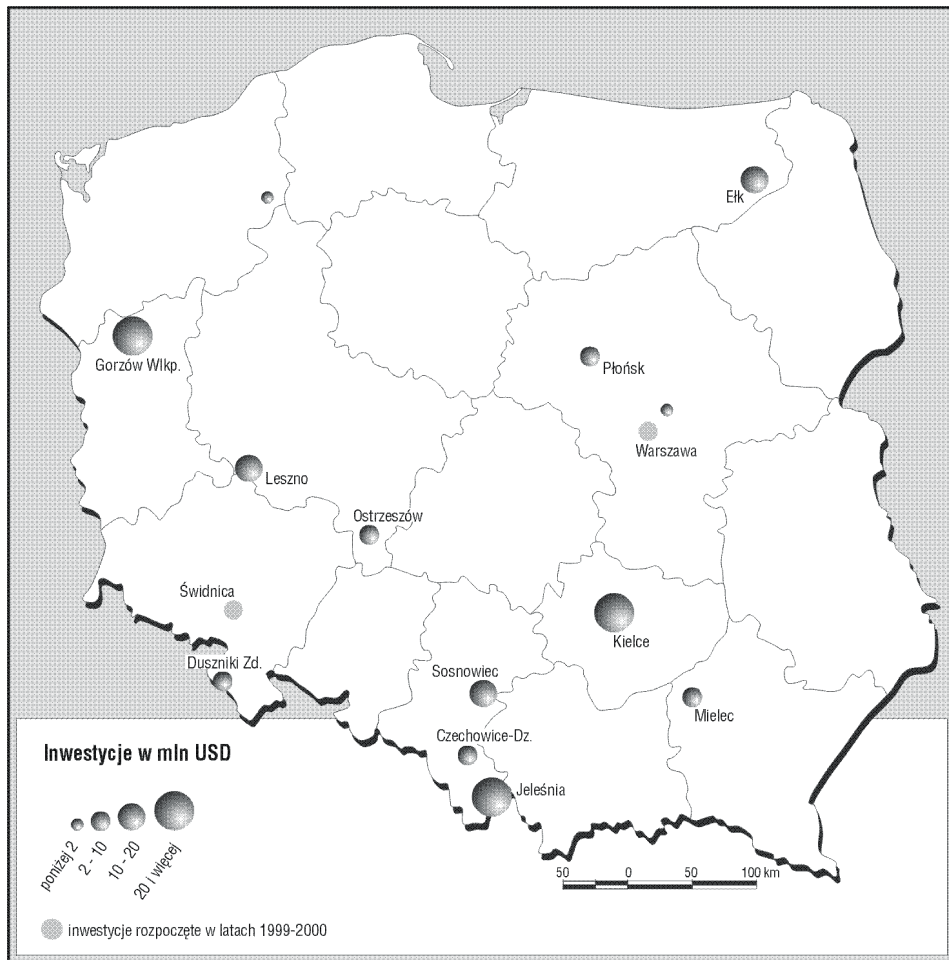 Ełk
Gorzów Wlkp.
Płońsk
Warszawa
Leszno
Ostrzeszów
Świdnica
Kielce
Duszniki Zd.
Sosnowiec
Mielec
Czechowice-Dz.
Jeleśnia
Inwestycje w mln USD
poniżej 2
2 - 10
10 - 20
20 i więcej
50 0 50 100 km
inwestycje rozpoczęte w latach 1999-2000